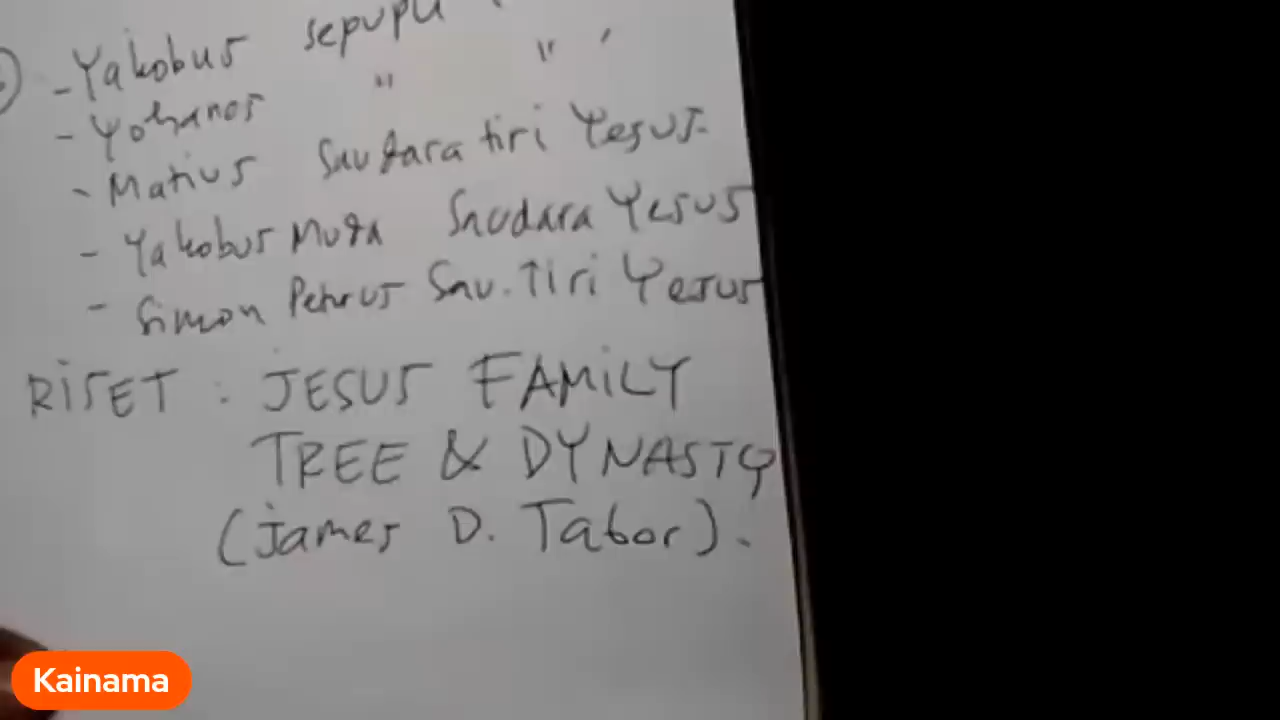 - Yakobus sepupu
- Yohanes " "
- Matius Saudara tiri Yesus
- Yakobus Muda Saudara Yesus
- Simon Petrus Sau. Tiri Yesus
RISET : JESUS FAMILY
TREE & DYNASTY
(James D. Tabor).
Kainama